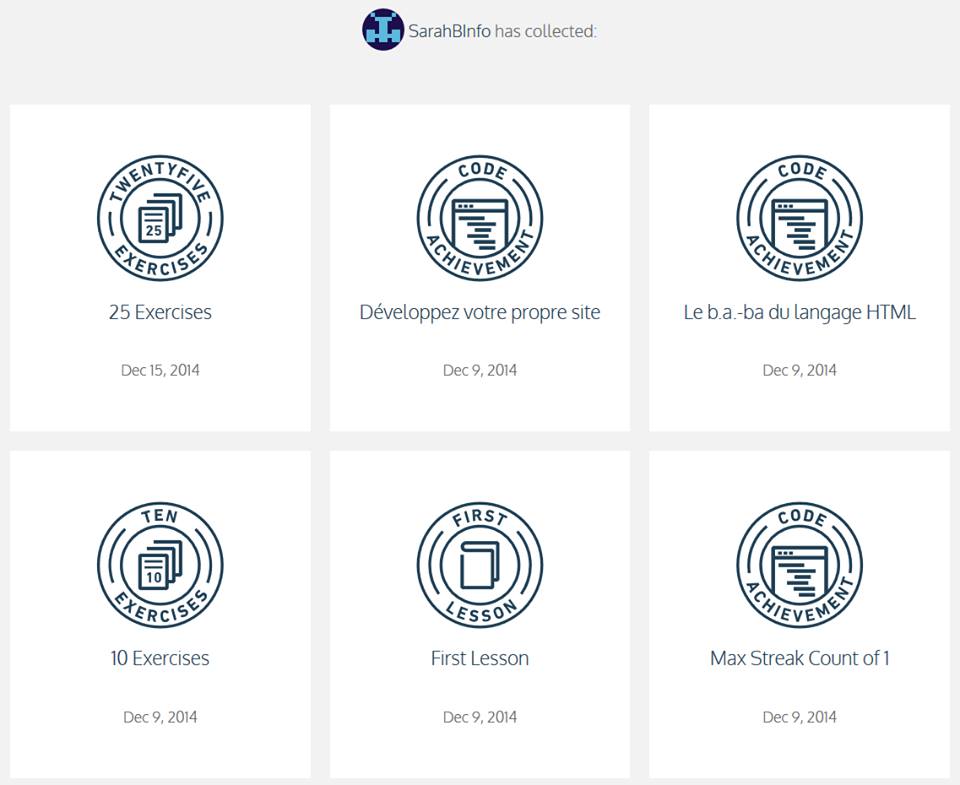 SarahBInfo has collected:
TWENTYFIVE
25
EXERCISES
25 Exercises
Dec 15, 2014
CODE
ACHIEVEMENT
Développez votre propre site
Dec 9, 2014
CODE
ACHIEVEMENT
Le b.a.-ba du langage HTML
Dec 9, 2014
TEN
10
EXERCISES
10 Exercises
Dec 9, 2014
FIRST
LESSON
First Lesson
Dec 9, 2014
CODE
ACHIEVEMENT
Max Streak Count of 1
Dec 9, 2014